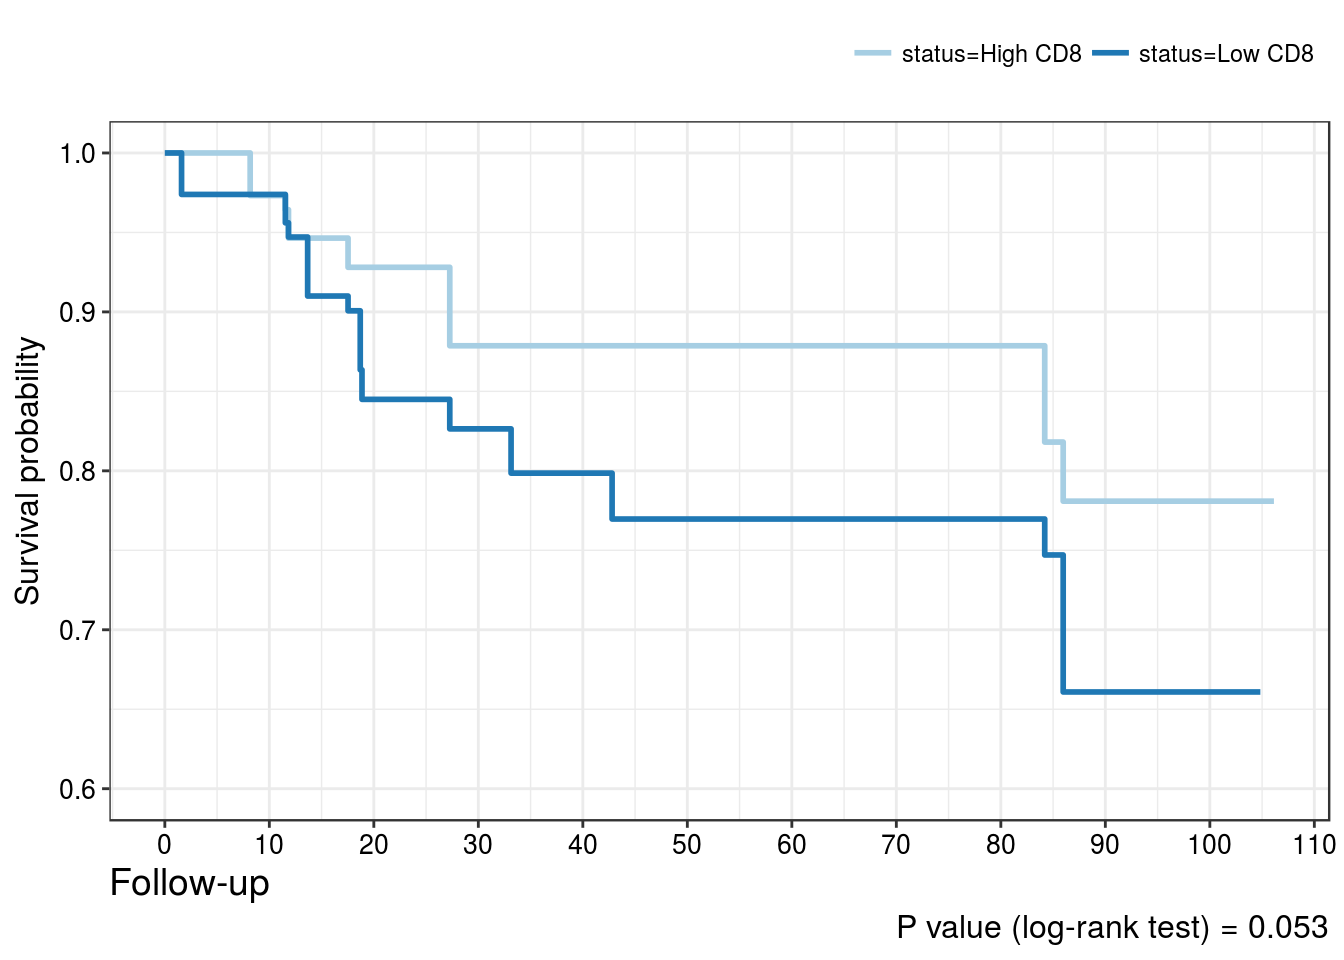 status=High CD8 status=Low CD8
Survival probability
1.0
0.9
0.8
0.7
0.6
0 10 20 30 40 50 60 70 80 90 100 110
Follow-up
P value (log-rank test) = 0.053